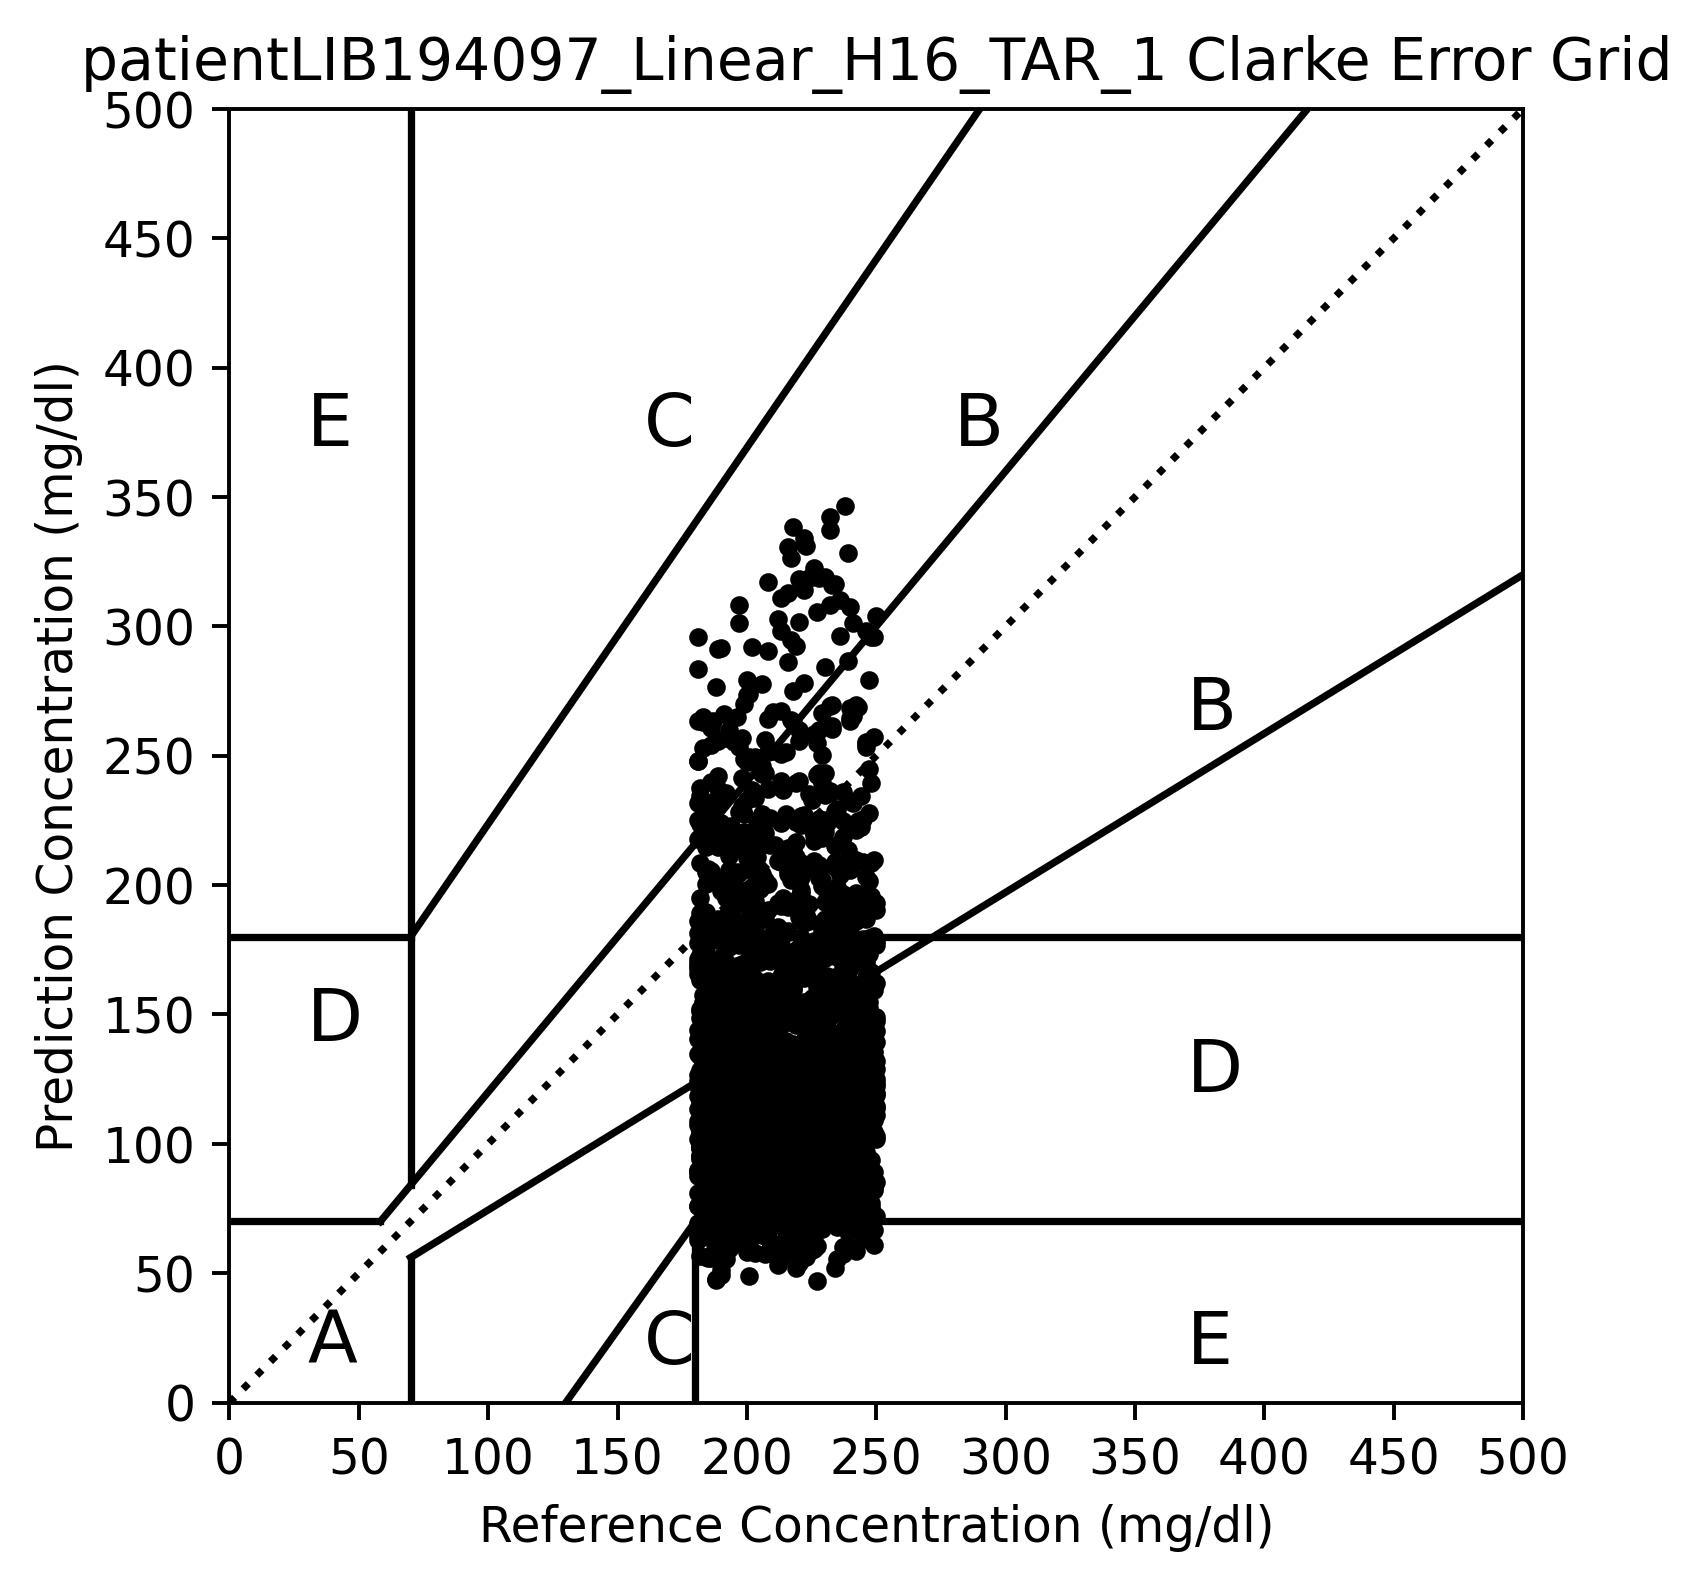 patientLIB194097_Linear_H16_TAR_1 Clarke Error Grid
500
450
400
350
300
250
200
150
100
50
0
Prediction Concentration (mg/dl)
E
C
B
B
D
D
A
C
E
0 50 100 150 200 250 300 350 400 450 500
Reference Concentration (mg/dl)